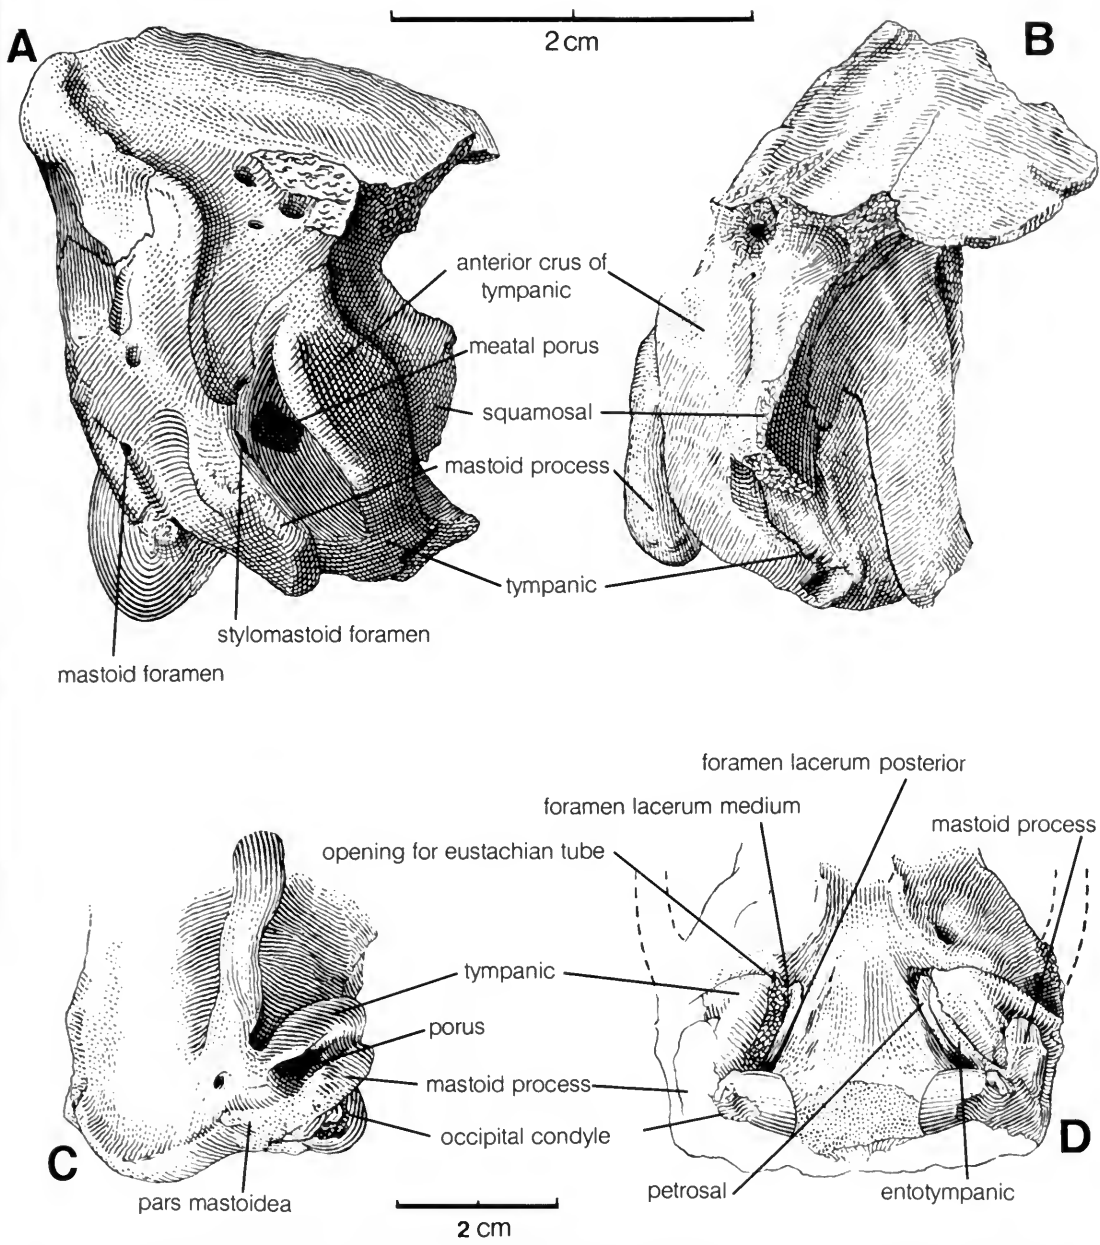 A
2 cm
B
anterior crus of
tympanic
meatal porus
squamosal
mastoid process
tympanic
stylomastoid foramen
mastoid foramen
foramen lacerum posterior
foramen lacerum medium
mastoid process
opening for eustachian tube
tympanic
porus
mastoid process
occipital condyle
C
D
pars mastoidea
petrosal
entotympanic
2 cm